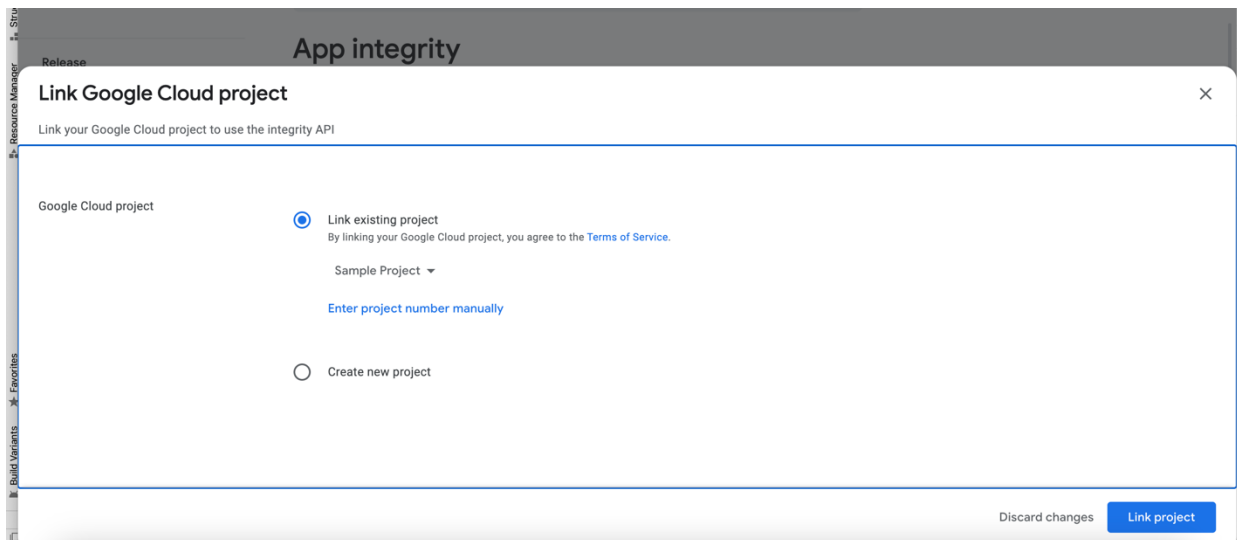 Stru
Resource Manager
Favorites
Build Variants
Release
App integrity
Link Google Cloud project
Link your Google Cloud project to use the integrity API
Google Cloud project
Link existing project
By linking your Google Cloud project, you agree to the Terms of Service.
Sample Project
Enter project number manually
Create new project
Discard changes
Link project